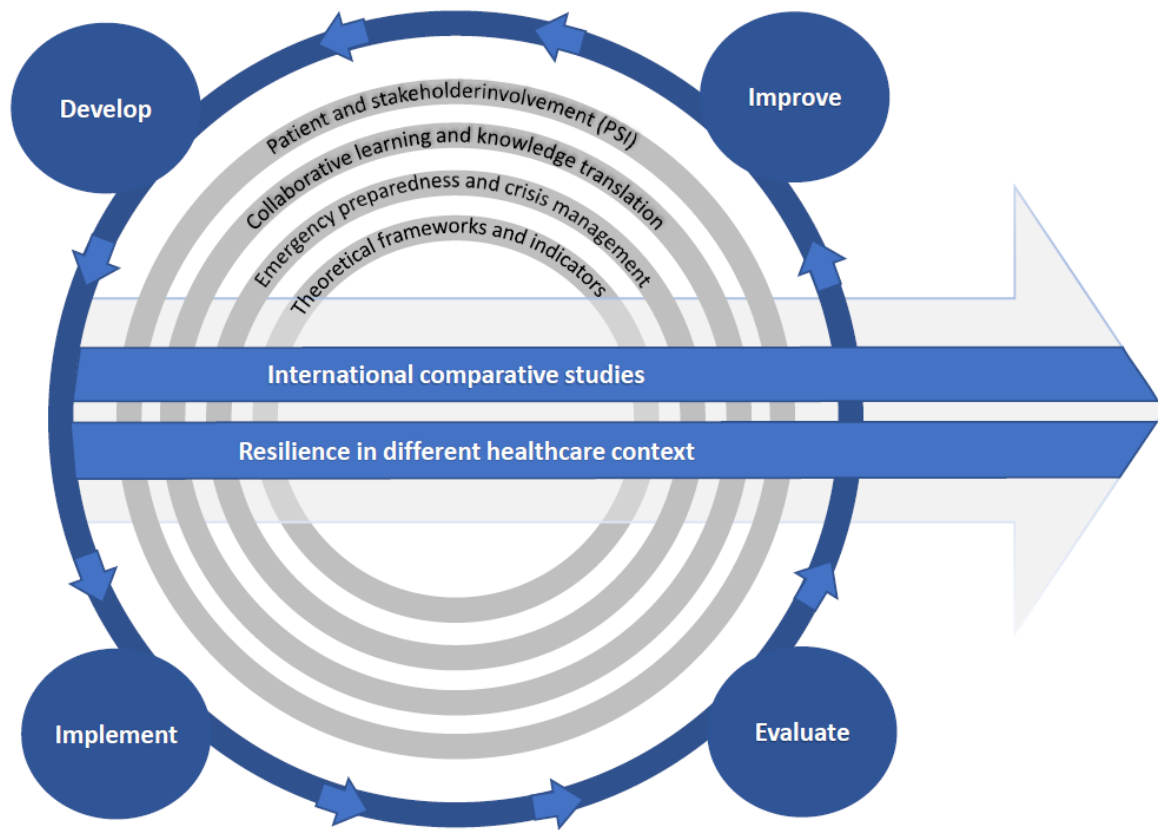 Develop
Improve
Patient and stakeholderinvolvement (PSI)
Collaborative learning and knowledge translation
Emergency preparedness and crisis management
Theoretical frameworks and indicators
International comparative studies
Resilience in different healthcare context
Implement
Evaluate